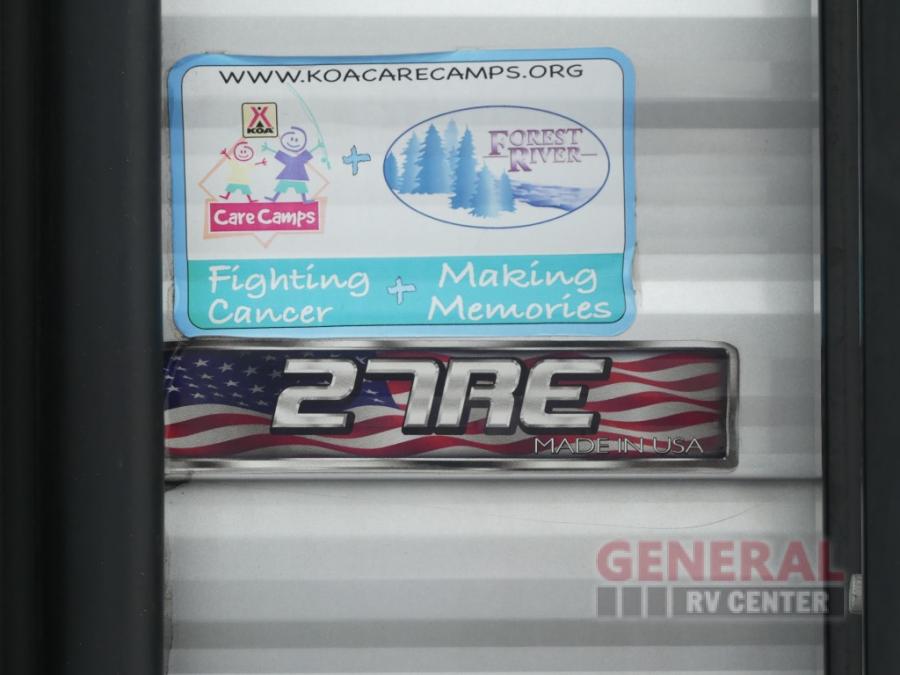 WWW.KOACARECAMPS.ORG
KOA
Care Camps
+
FOREST
RIVER
Fighting + Making
Cancer Memories
27RE
MADE IN USA
GENERAL
RV CENTER